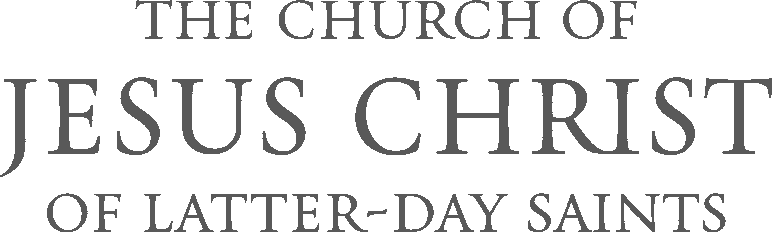 THE CHURCH OF
JESUS CHRIST
OF LATTER-DAY SAINTS